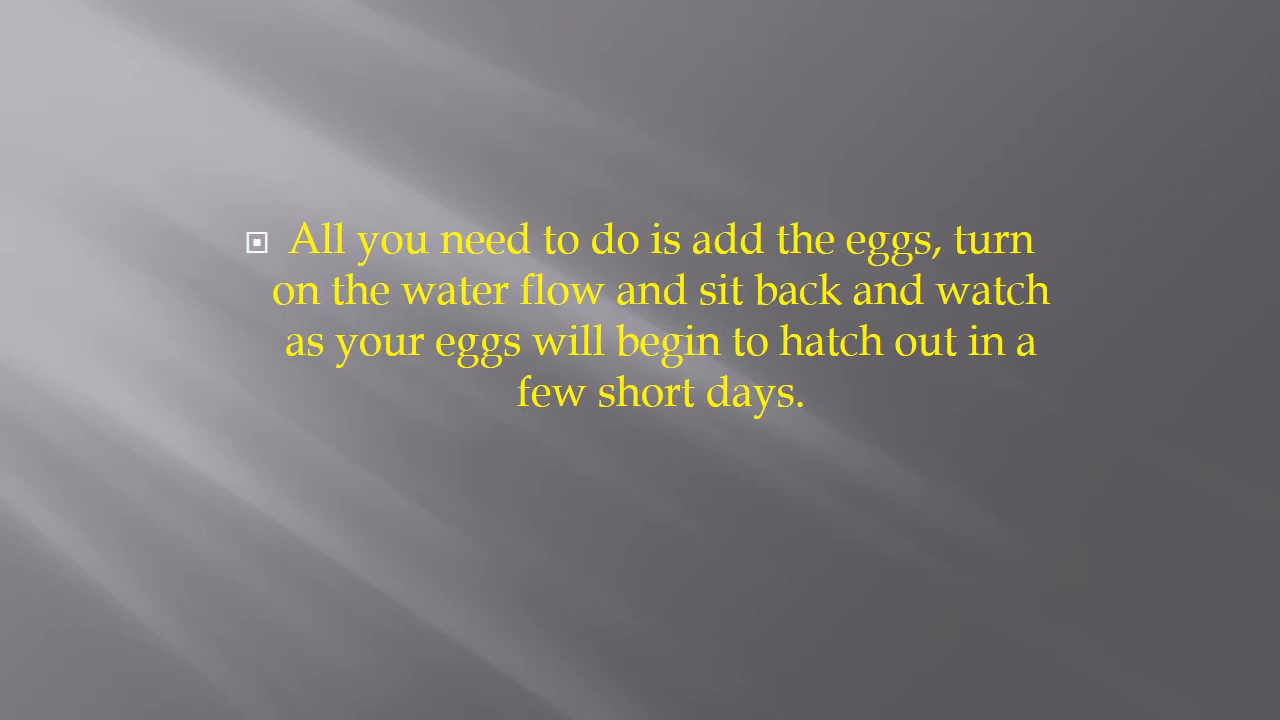 All you need to do is add the eggs, turn
on the water flow and sit back and watch
as your eggs will begin to hatch out in a
few short days.